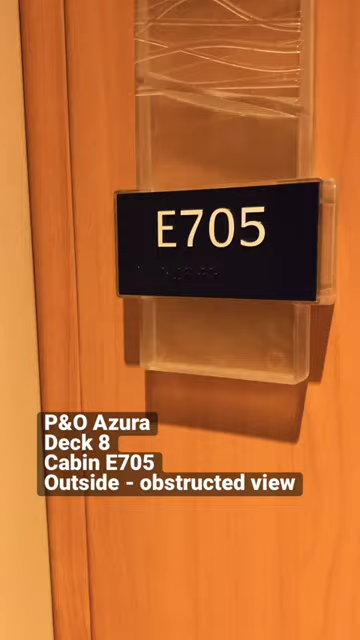 E705
P&O Azura
Deck 8
Cabin E705
Outside - obstructed view